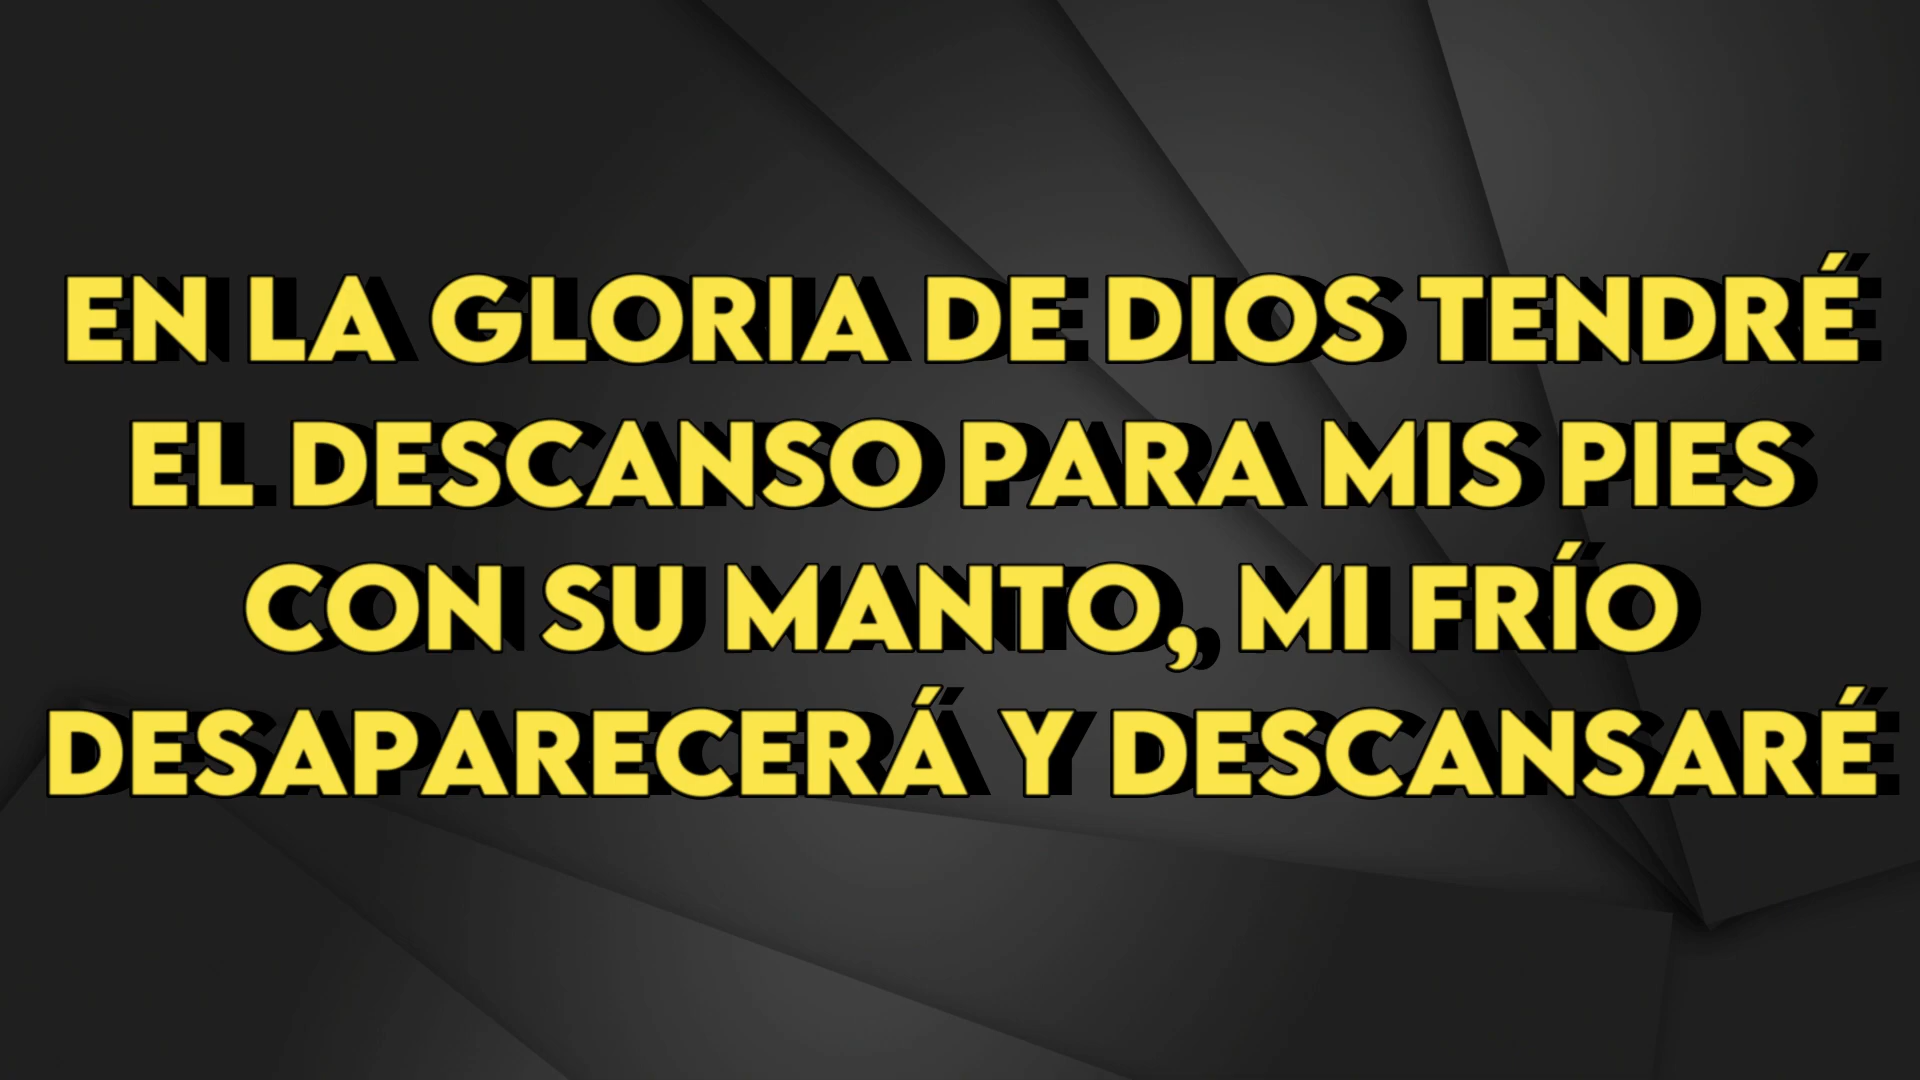 EN LA GLORIA DE DIOS TENDRÉ
EL DESCANSO PARA MIS PIES
CON SU MANTO, MI FRÍO
DESAPARECERÁ Y DESCANSARÉ